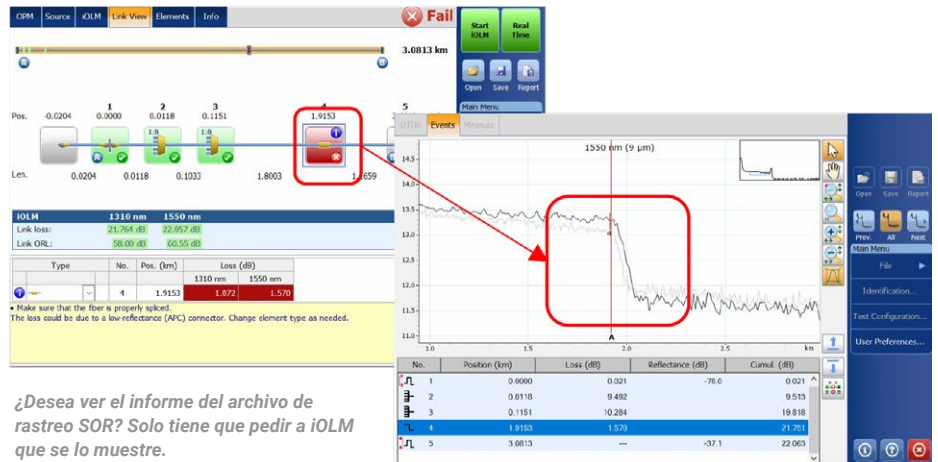 OPM Source iOLM Link View Elements Info
Fail
Start iOLM
Real Time
3.0813 km
A
B
Open Save Report
Main Menu
1 2 3 4 5
Pos. -0.0204 0.0000 0.0118 0.1151 1.9153
1:8 1:8
A
Len. 0.0204 0.0118 0.1033 1.8003
iOLM 1310 nm 1550 nm
Link loss: 21.764 dB 22.057 dB
Link ORL: 58.00 dB 60.55 dB
Type No. Pos. (km) Loss (dB)
1310 nm 1550 nm
4 1.9153 1.072 1.570
• Make sure that the fiber is properly spliced.
The loss could be due to a low-reflectance (APC) connector. Change element type as needed.
¿Desea ver el informe del archivo de
rastreo SOR? Solo tiene que pedir a iOLM
que se lo muestre.
OTDR Events Measure
1550 nm (9 µm)
14.5
14.0
13.5
13.0
12.5
12.0
11.5
11.0
a
A
1.0 1.5 2.0 2.5 km
No. Position (km) Loss (dB) Reflectance (dB) Cumul. (dB)
1 0.0000 0.021 -76.0 0.021
2 0.0118 9.492 9.513
3 0.1151 10.284 19.818
4 1.9153 1.570 21.751
5 3.0813 --- -37.1 22.063
Open Save Report
Prev. All Next
Main Menu
File
Identification...
Test Configuration...
User Preferences...